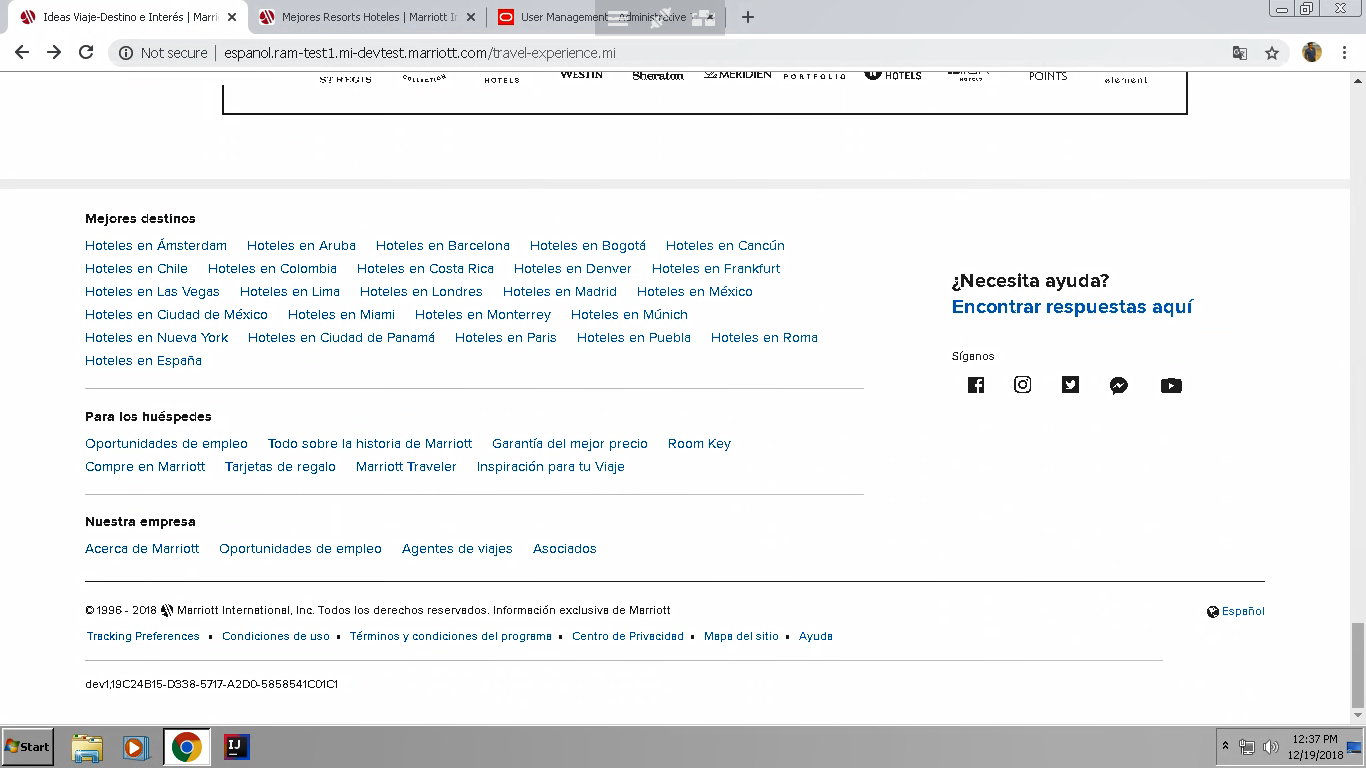 Ideas Viaje-Destino e Interés | Marri
Mejores Resorts Hoteles | Marriott In
User Management - Administrative
Not secure | espanol.ram-test1.mi-devtest.marriott.com/travel-experience.mi
ST REGIS COLLECTION HOTELS WESTIN Sheraton LE MERIDIEN PORTFOLIO W HOTELS POINTS element
Mejores destinos
Hoteles en Ámsterdam Hoteles en Aruba Hoteles en Barcelona Hoteles en Bogotá Hoteles en Cancún
Hoteles en Chile Hoteles en Colombia Hoteles en Costa Rica Hoteles en Denver Hoteles en Frankfurt
Hoteles en Las Vegas Hoteles en Lima Hoteles en Londres Hoteles en Madrid Hoteles en México
Hoteles en Ciudad de México Hoteles en Miami Hoteles en Monterrey Hoteles en Múnich
Hoteles en Nueva York Hoteles en Ciudad de Panamá Hoteles en Paris Hoteles en Puebla Hoteles en Roma
Hoteles en España
¿Necesita ayuda?
Encontrar respuestas aquí
Síganos
Para los huéspedes
Oportunidades de empleo Todo sobre la historia de Marriott Garantía del mejor precio Room Key
Compre en Marriott Tarjetas de regalo Marriott Traveler Inspiración para tu Viaje
Nuestra empresa
Acerca de Marriott Oportunidades de empleo Agentes de viajes Asociados
© 1996 - 2018 Marriott International, Inc. Todos los derechos reservados. Información exclusiva de Marriott
Español
Tracking Preferences ▪ Condiciones de uso ▪ Términos y condiciones del programa ▪ Centro de Privacidad ▪ Mapa del sitio ▪ Ayuda
dev1,19C24B15-D338-5717-A2D0-5858541C01C1
Start
IJ
12:37 PM
12/19/2018